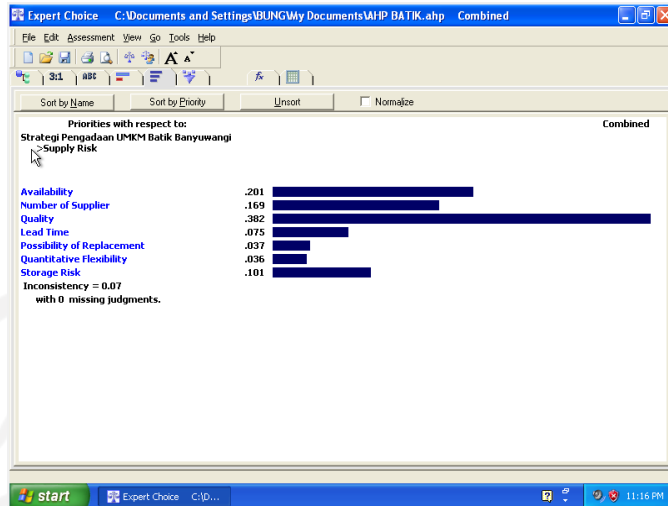 Expert Choice C:\Documents and Settings\BUNG\My Documents\AHP BATIK.ahp Combined
File Edit Assessment View Go Tools Help
A A
3:1 ABC fx
Sort by Name Sort by Priority Unsort Normalize
Priorities with respect to: Combined
Strategi Pengadaan UMKM Batik Banyuwangi
>Supply Risk
Availability .201
Number of Supplier .169
Quality .382
Lead Time .075
Possibility of Replacement .037
Quantitative Flexibility .036
Storage Risk .101
Inconsistency = 0.07
with 0 missing judgments.
start Expert Choice C:\D... 11:16 PM